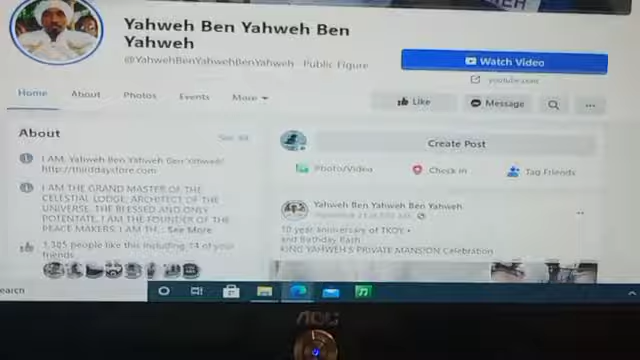 Yahweh Ben Yahweh Ben
Yahweh
@YahwehBenYahwehBenYahweh · Public Figure
Watch Video
youtube.com
Home About Photos Events More
Like Message
About
See All
I AM. Yahweh Ben Yahweh Ben Yahweh!
http://thirddaystore.com
I AM THE GRAND MASTER OF THE
CELESTIAL LODGE, ARCHITECT OF THE
UNIVERSE. THE BLESSED AND ONLY
POTENTATE. I AM THE FOUNDER OF THE
PEACE MAKERS. I AM TH... See More
1,385 people like this including 14 of your
friends
Create Post
Photo/Video Check in Tag Friends
Yahweh Ben Yahweh Ben Yahweh
10 year anniversary of TKOY •
and Birthday Bash
KING YAHWEH'S PRIVATE MANSION Celebration
earch
AOC